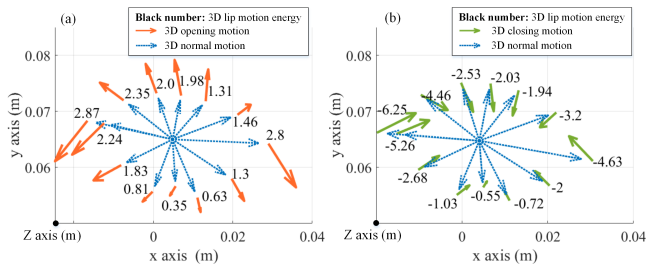 (a)
Black number: 3D lip motion energy
3D opening motion
3D normal motion
0.08
0.07
0.06
y axis (m)
2.35
2.0
1.98
1.31
1.46
2.8
1.3
0.63
0.35
0.81
1.83
2.24
2.87
Z axis (m)
0
0.02
0.04
x axis (m)
(b)
Black number: 3D lip motion energy
3D closing motion
3D normal motion
0.08
0.07
0.06
y axis (m)
-4.46
-2.53
-2.03
-1.94
-3.2
-4.63
-2
-0.72
-0.55
-1.03
-2.68
-5.26
-6.25
Z axis (m)
0
0.02
0.04
x axis (m)